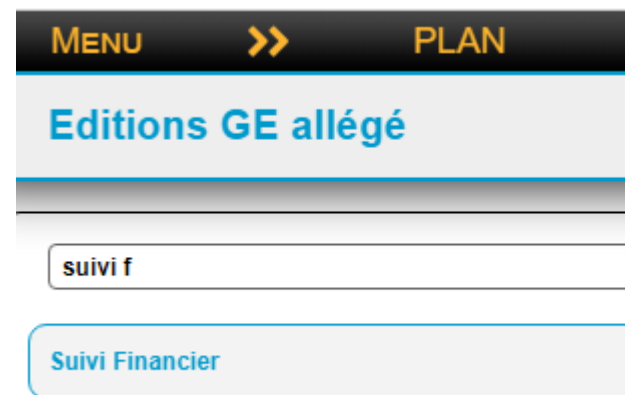 MENU >> PLAN
Editions GE allégé
suivi f
Suivi Financier